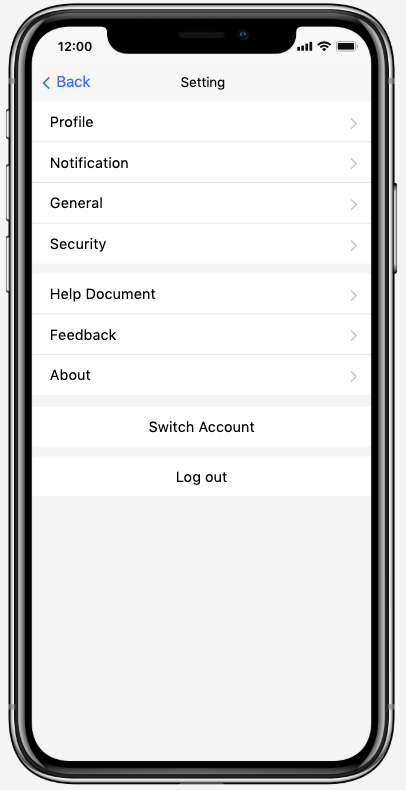 12:00
Back
Setting
Profile
Notification
General
Security
Help Document
Feedback
About
Switch Account
Log out